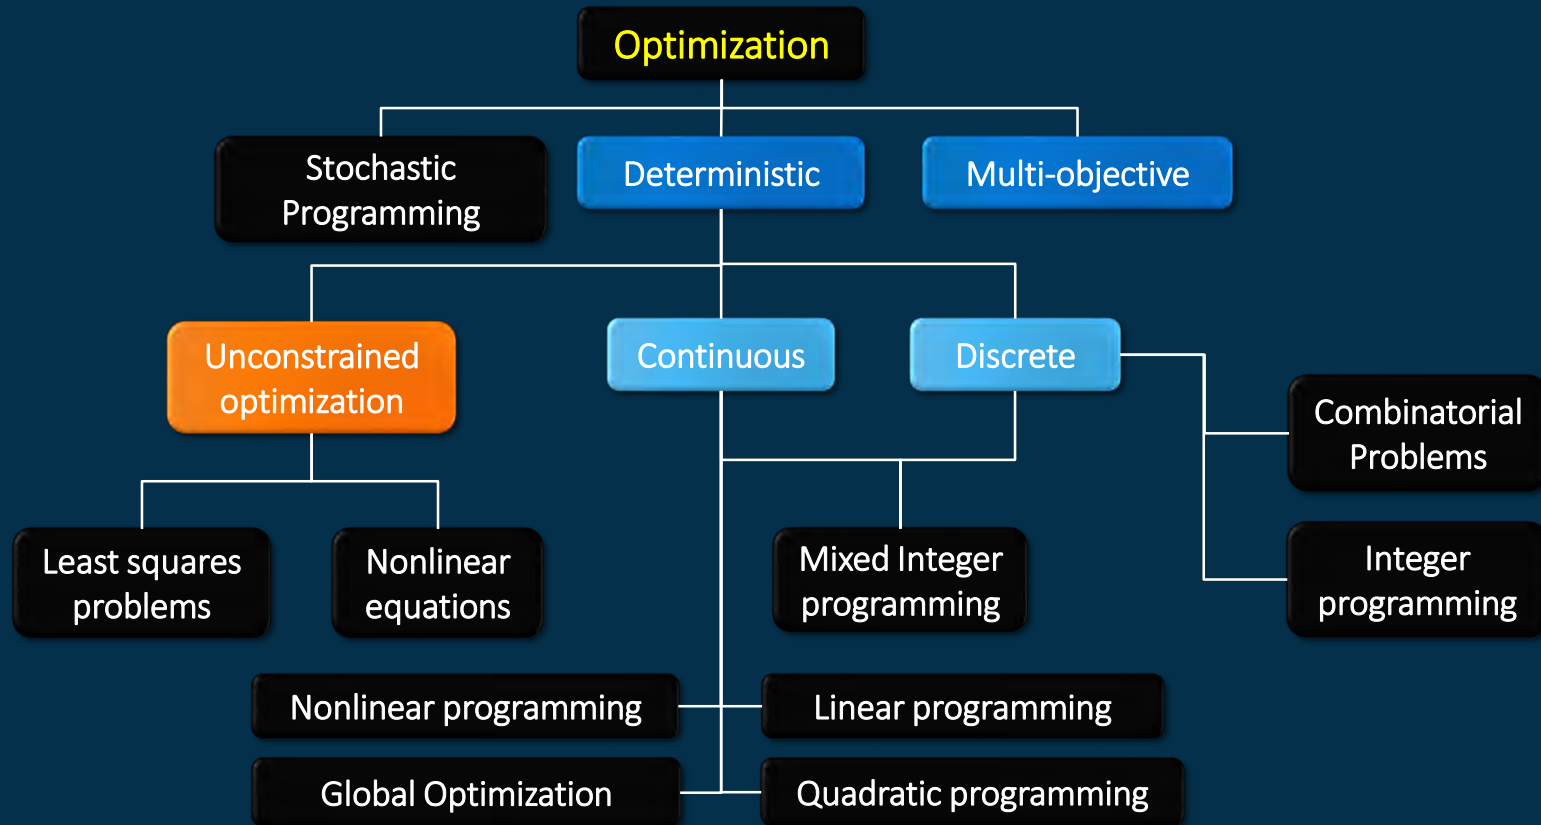 Optimization
Stochastic
Programming
Deterministic
Multi-objective
Unconstrained
optimization
Continuous
Discrete
Combinatorial
Problems
Least squares
problems
Nonlinear
equations
Mixed Integer
programming
Integer
programming
Nonlinear programming
Linear programming
Global Optimization
Quadratic programming